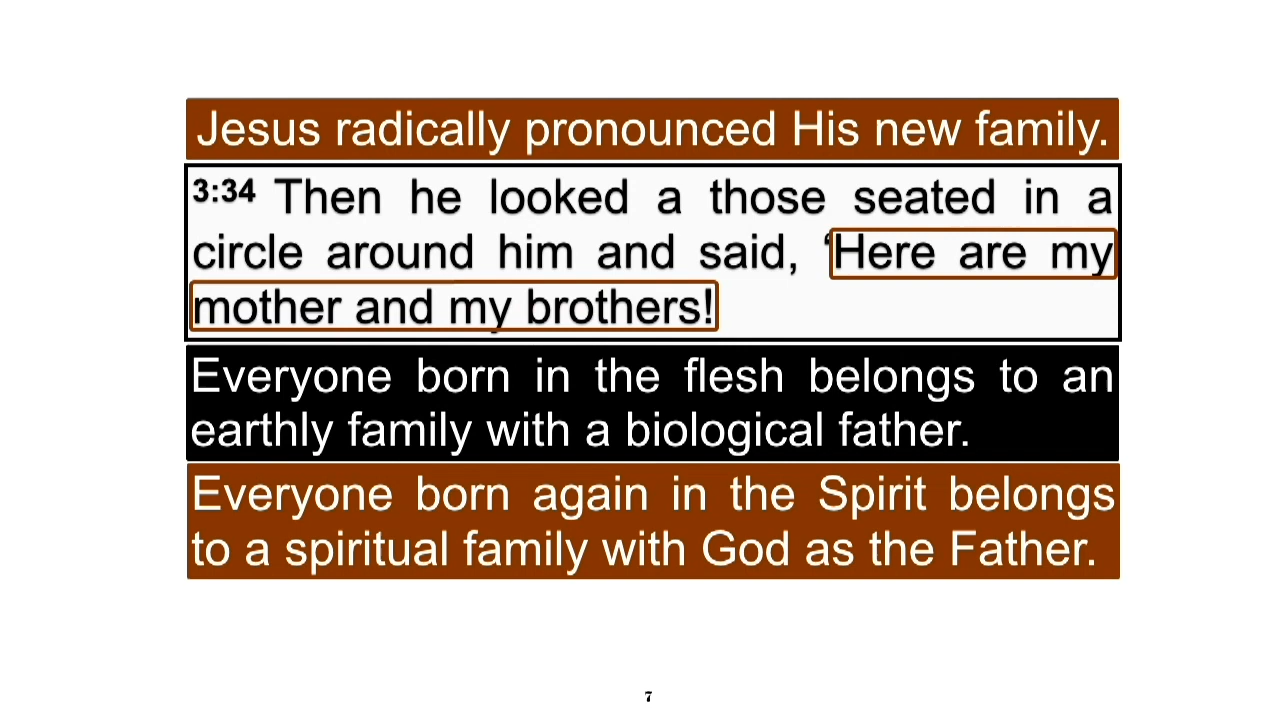 Jesus radically pronounced His new family.
3:34 Then he looked a those seated in a
circle around him and said, ‘Here are my
mother and my brothers!
Everyone born in the flesh belongs to an
earthly family with a biological father.
Everyone born again in the Spirit belongs
to a spiritual family with God as the Father.
7